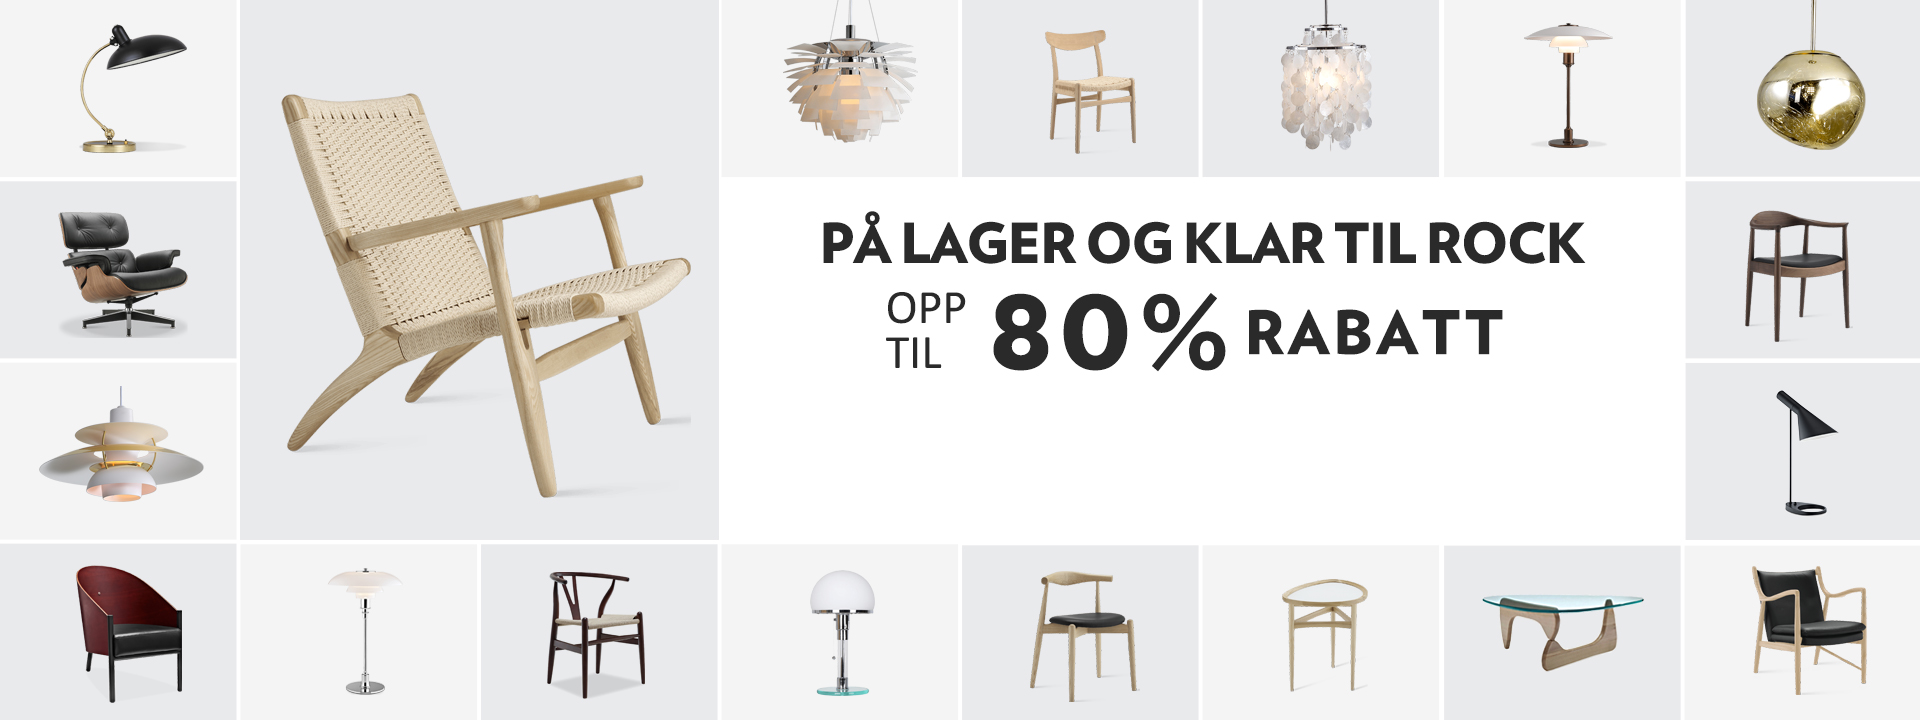 PÅ LAGER OG KLAR TIL ROCK
OPP TIL 80% RABATT